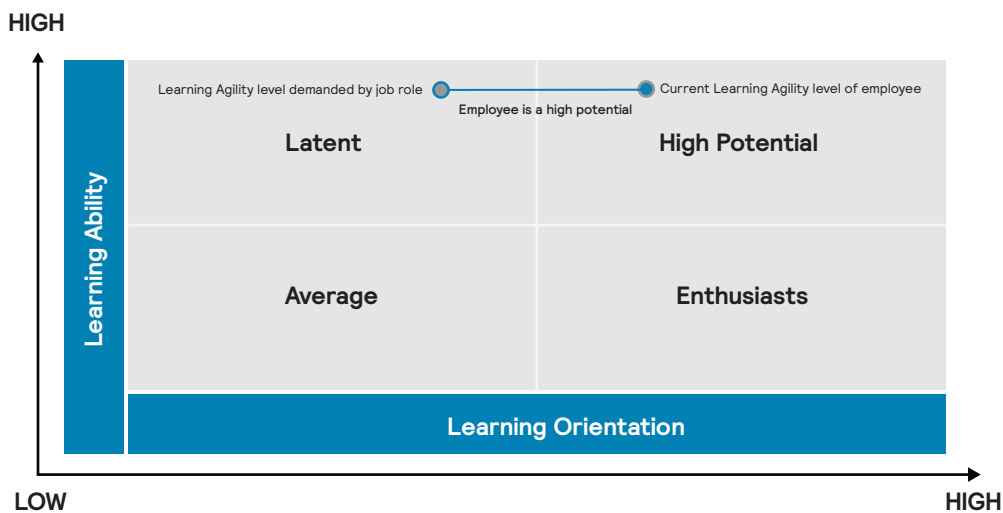 HIGH
Learning Agility level demanded by job role
Current Learning Agility level of employee
Employee is a high potential
Latent
High Potential
Learning Ability
Average
Enthusiasts
Learning Orientation
LOW
HIGH